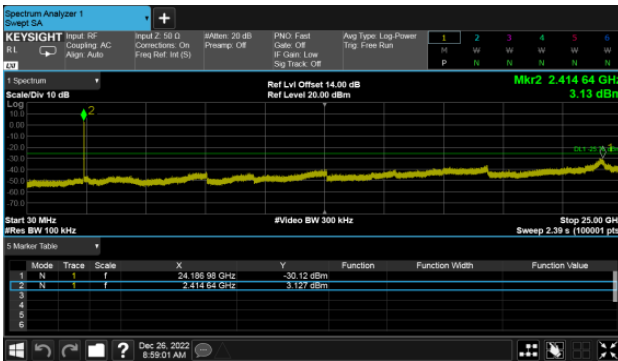 Spectrum Analyzer 1
Swept SA
KEYSIGHT
RL
LXI
Input: RF
Coupling: AC
Align: Auto
Input Z: 50 Ω
Corrections: On
Freq Ref: Int (S)
#Atten: 20 dB
Preamp: Off
PNO: Fast
Gate: Off
IF Gain: Low
Sig Track: Off
Avg Type: Log-Power
Trig: Free Run
1 2 3 4 5 6
M W W W W W
P N N N N N
1 Spectrum
Scale/Div 10 dB
Ref Lvl Offset 14.00 dB
Ref Level 20.00 dBm
Mkr2 2.414 64 GHz
3.13 dBm
Log
10.0
0.00
-10.0
-20.0
-30.0
-40.0
-50.0
-60.0
-70.0
2
1
Start 30 MHz
#Res BW 100 kHz
#Video BW 300 kHz
Stop 25.00 GH
Sweep 2.39 s (100001 pts
5 Marker Table
Mode Trace Scale X Y Function Function Width Function Value
1 N 1 f 24.186 98 GHz -30.12 dBm
2 N 1 f 2.414 64 GHz 3.127 dBm
3
4
5
6
?
Dec 26, 2022
8:59:01 AM